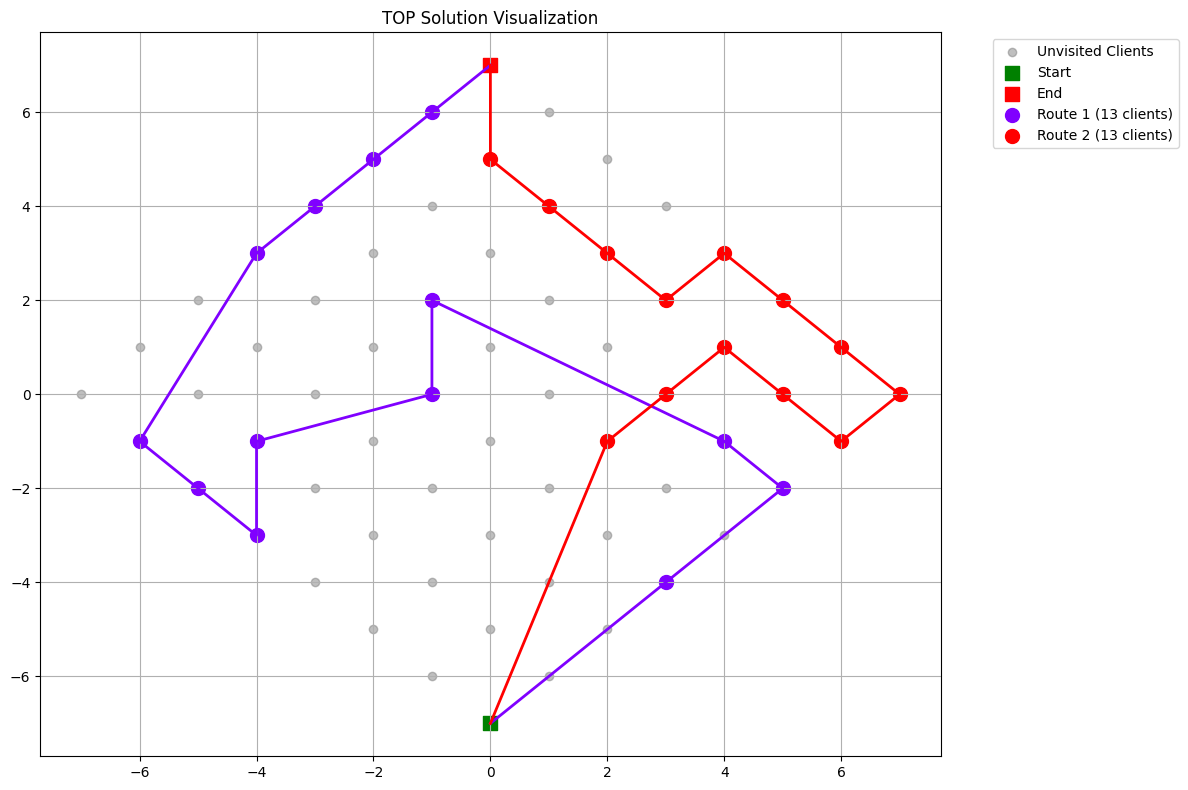 TOP Solution Visualization
Unvisited Clients
Start
End
Route 1 (13 clients)
Route 2 (13 clients)
6
4
2
0
−2
−4
−6
−6 −4 −2 0 2 4 6